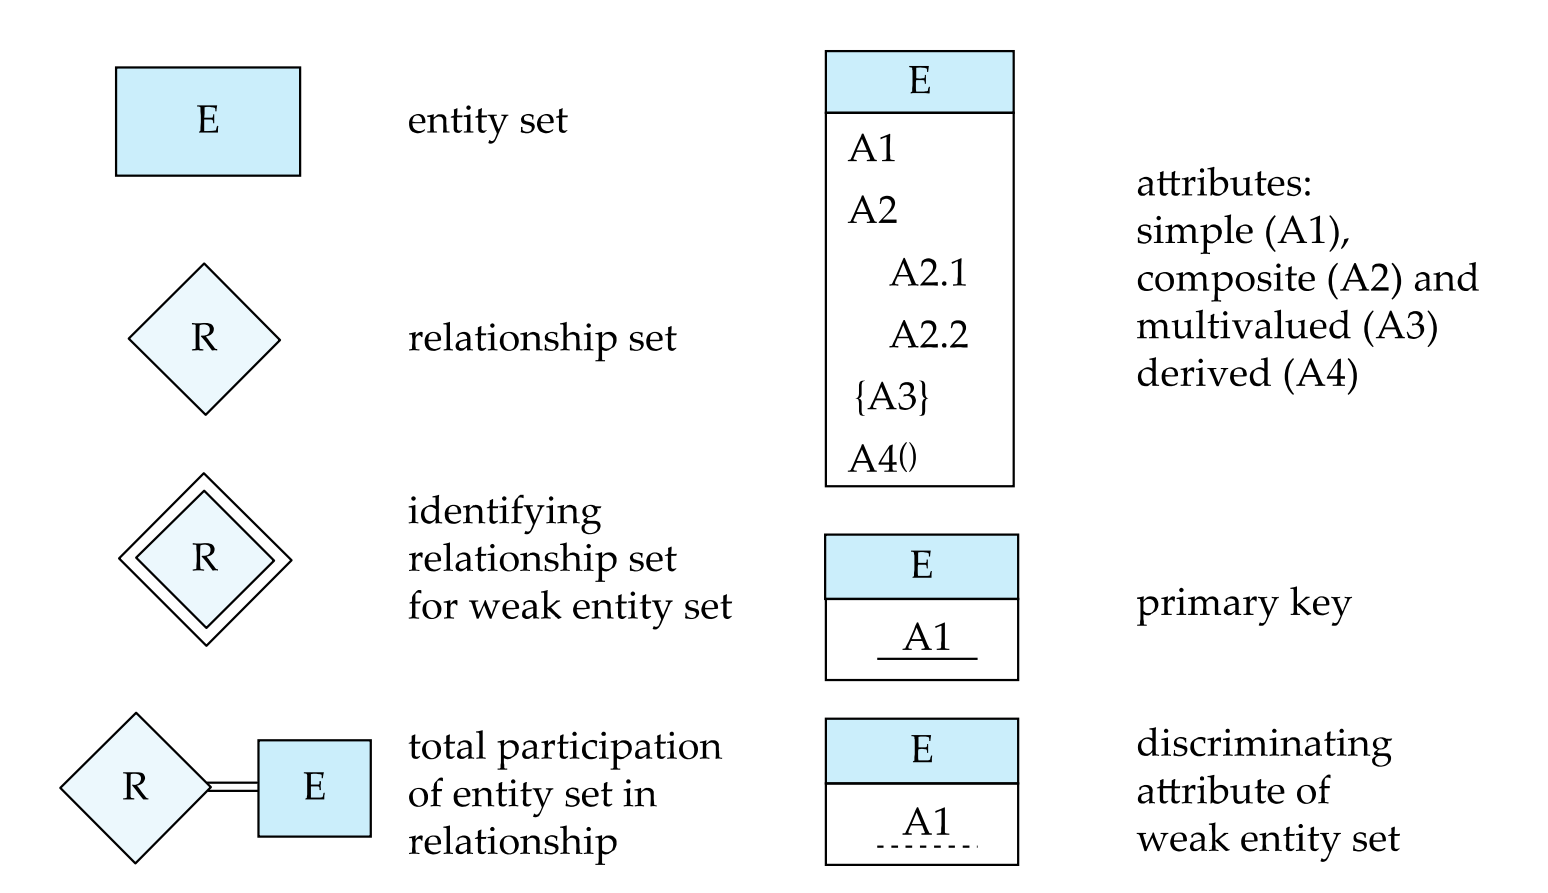 E
entity set
R
relationship set
R
identifying
relationship set
for weak entity set
R
E
total participation
of entity set in
relationship
E
A1
A2
A2.1
A2.2
{A3}
A4()
attributes:
simple (A1),
composite (A2) and
multivalued (A3)
derived (A4)
E
A1
primary key
E
A1
discriminating
attribute of
weak entity set